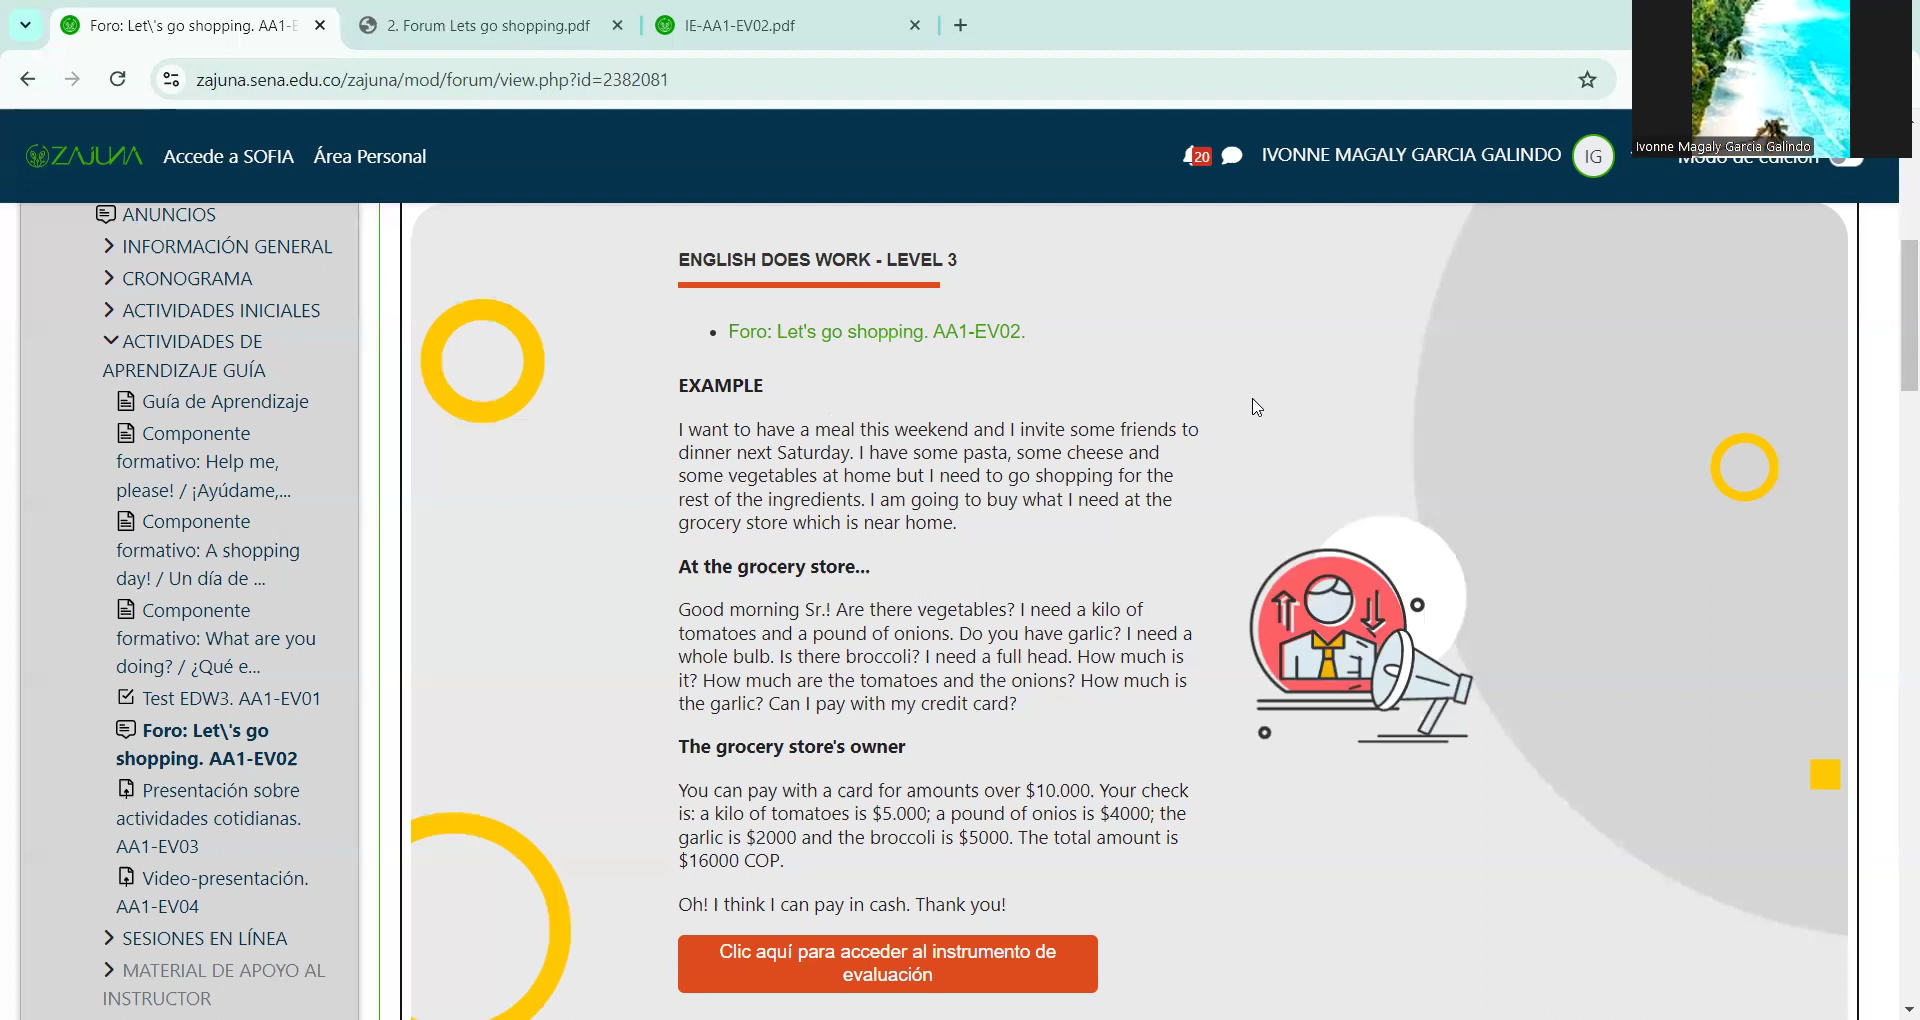 Foro: Let\'s go shopping. AA1-E
2. Forum Lets go shopping.pdf
IE-AA1-EV02.pdf
zajuna.sena.edu.co/zajuna/mod/forum/view.php?id=2382081
ZAJUNA
Accede a SOFIA
Área Personal
20
IVONNE MAGALY GARCIA GALINDO
IG
Modo de edición
Ivonne Magaly Garcia Galindo
ANUNCIOS
INFORMACIÓN GENERAL
CRONOGRAMA
ACTIVIDADES INICIALES
ACTIVIDADES DE
APRENDIZAJE GUÍA
Guía de Aprendizaje
Componente
formativo: Help me,
please! / ¡Ayúdame,...
Componente
formativo: A shopping
day! / Un día de ...
Componente
formativo: What are you
doing? / ¿Qué e...
Test EDW3. AA1-EV01
Foro: Let\'s go
shopping. AA1-EV02
Presentación sobre
actividades cotidianas.
AA1-EV03
Video-presentación.
AA1-EV04
SESIONES EN LÍNEA
MATERIAL DE APOYO AL
INSTRUCTOR
ENGLISH DOES WORK - LEVEL 3
Foro: Let's go shopping. AA1-EV02.
EXAMPLE
I want to have a meal this weekend and I invite some friends to
dinner next Saturday. I have some pasta, some cheese and
some vegetables at home but I need to go shopping for the
rest of the ingredients. I am going to buy what I need at the
grocery store which is near home.
At the grocery store...
Good morning Sr.! Are there vegetables? I need a kilo of
tomatoes and a pound of onions. Do you have garlic? I need a
whole bulb. Is there broccoli? I need a full head. How much is
it? How much are the tomatoes and the onions? How much is
the garlic? Can I pay with my credit card?
The grocery store's owner
You can pay with a card for amounts over $10.000. Your check
is: a kilo of tomatoes is $5.000; a pound of onios is $4000; the
garlic is $2000 and the broccoli is $5000. The total amount is
$16000 COP.
Oh! I think I can pay in cash. Thank you!
Clic aquí para acceder al instrumento de
evaluación